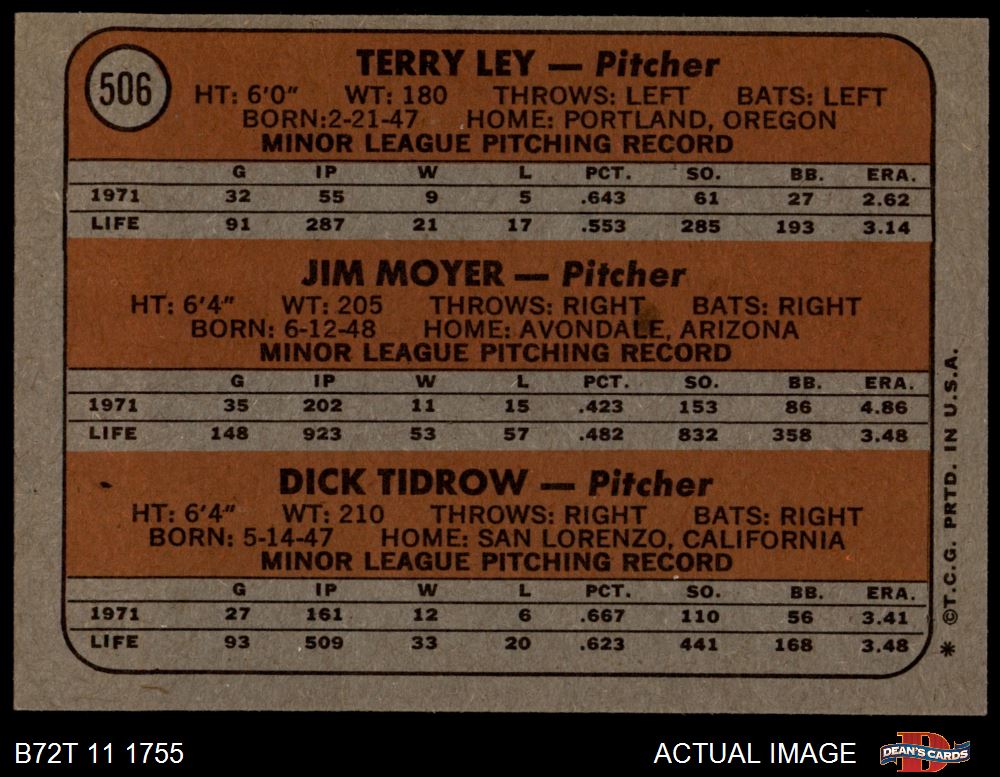 506
TERRY LEY — Pitcher
HT: 6'0" WT: 180 THROWS: LEFT BATS: LEFT
BORN:2-21-47 HOME: PORTLAND, OREGON
MINOR LEAGUE PITCHING RECORD
G IP W L PCT. SO. BB. ERA.
1971 32 55 9 5 .643 61 27 2.62
LIFE 91 287 21 17 .553 285 193 3.14
JIM MOYER — Pitcher
HT: 6'4" WT: 205 THROWS: RIGHT BATS: RIGHT
BORN: 6-12-48 HOME: AVONDALE, ARIZONA
MINOR LEAGUE PITCHING RECORD
G IP W L PCT. SO. BB. ERA.
1971 35 202 11 15 .423 153 86 4.86
LIFE 148 923 53 57 .482 832 358 3.48
DICK TIDROW — Pitcher
HT: 6'4" WT: 210 THROWS: RIGHT BATS: RIGHT
BORN: 5-14-47 HOME: SAN LORENZO, CALIFORNIA
MINOR LEAGUE PITCHING RECORD
G IP W L PCT. SO. BB. ERA.
1971 27 161 12 6 .667 110 56 3.41
LIFE 93 509 33 20 .623 441 168 3.48
* ©T.C.G. PRTD. IN U.S.A.
B72T 11 1755
ACTUAL IMAGE
DEAN'S CARDS